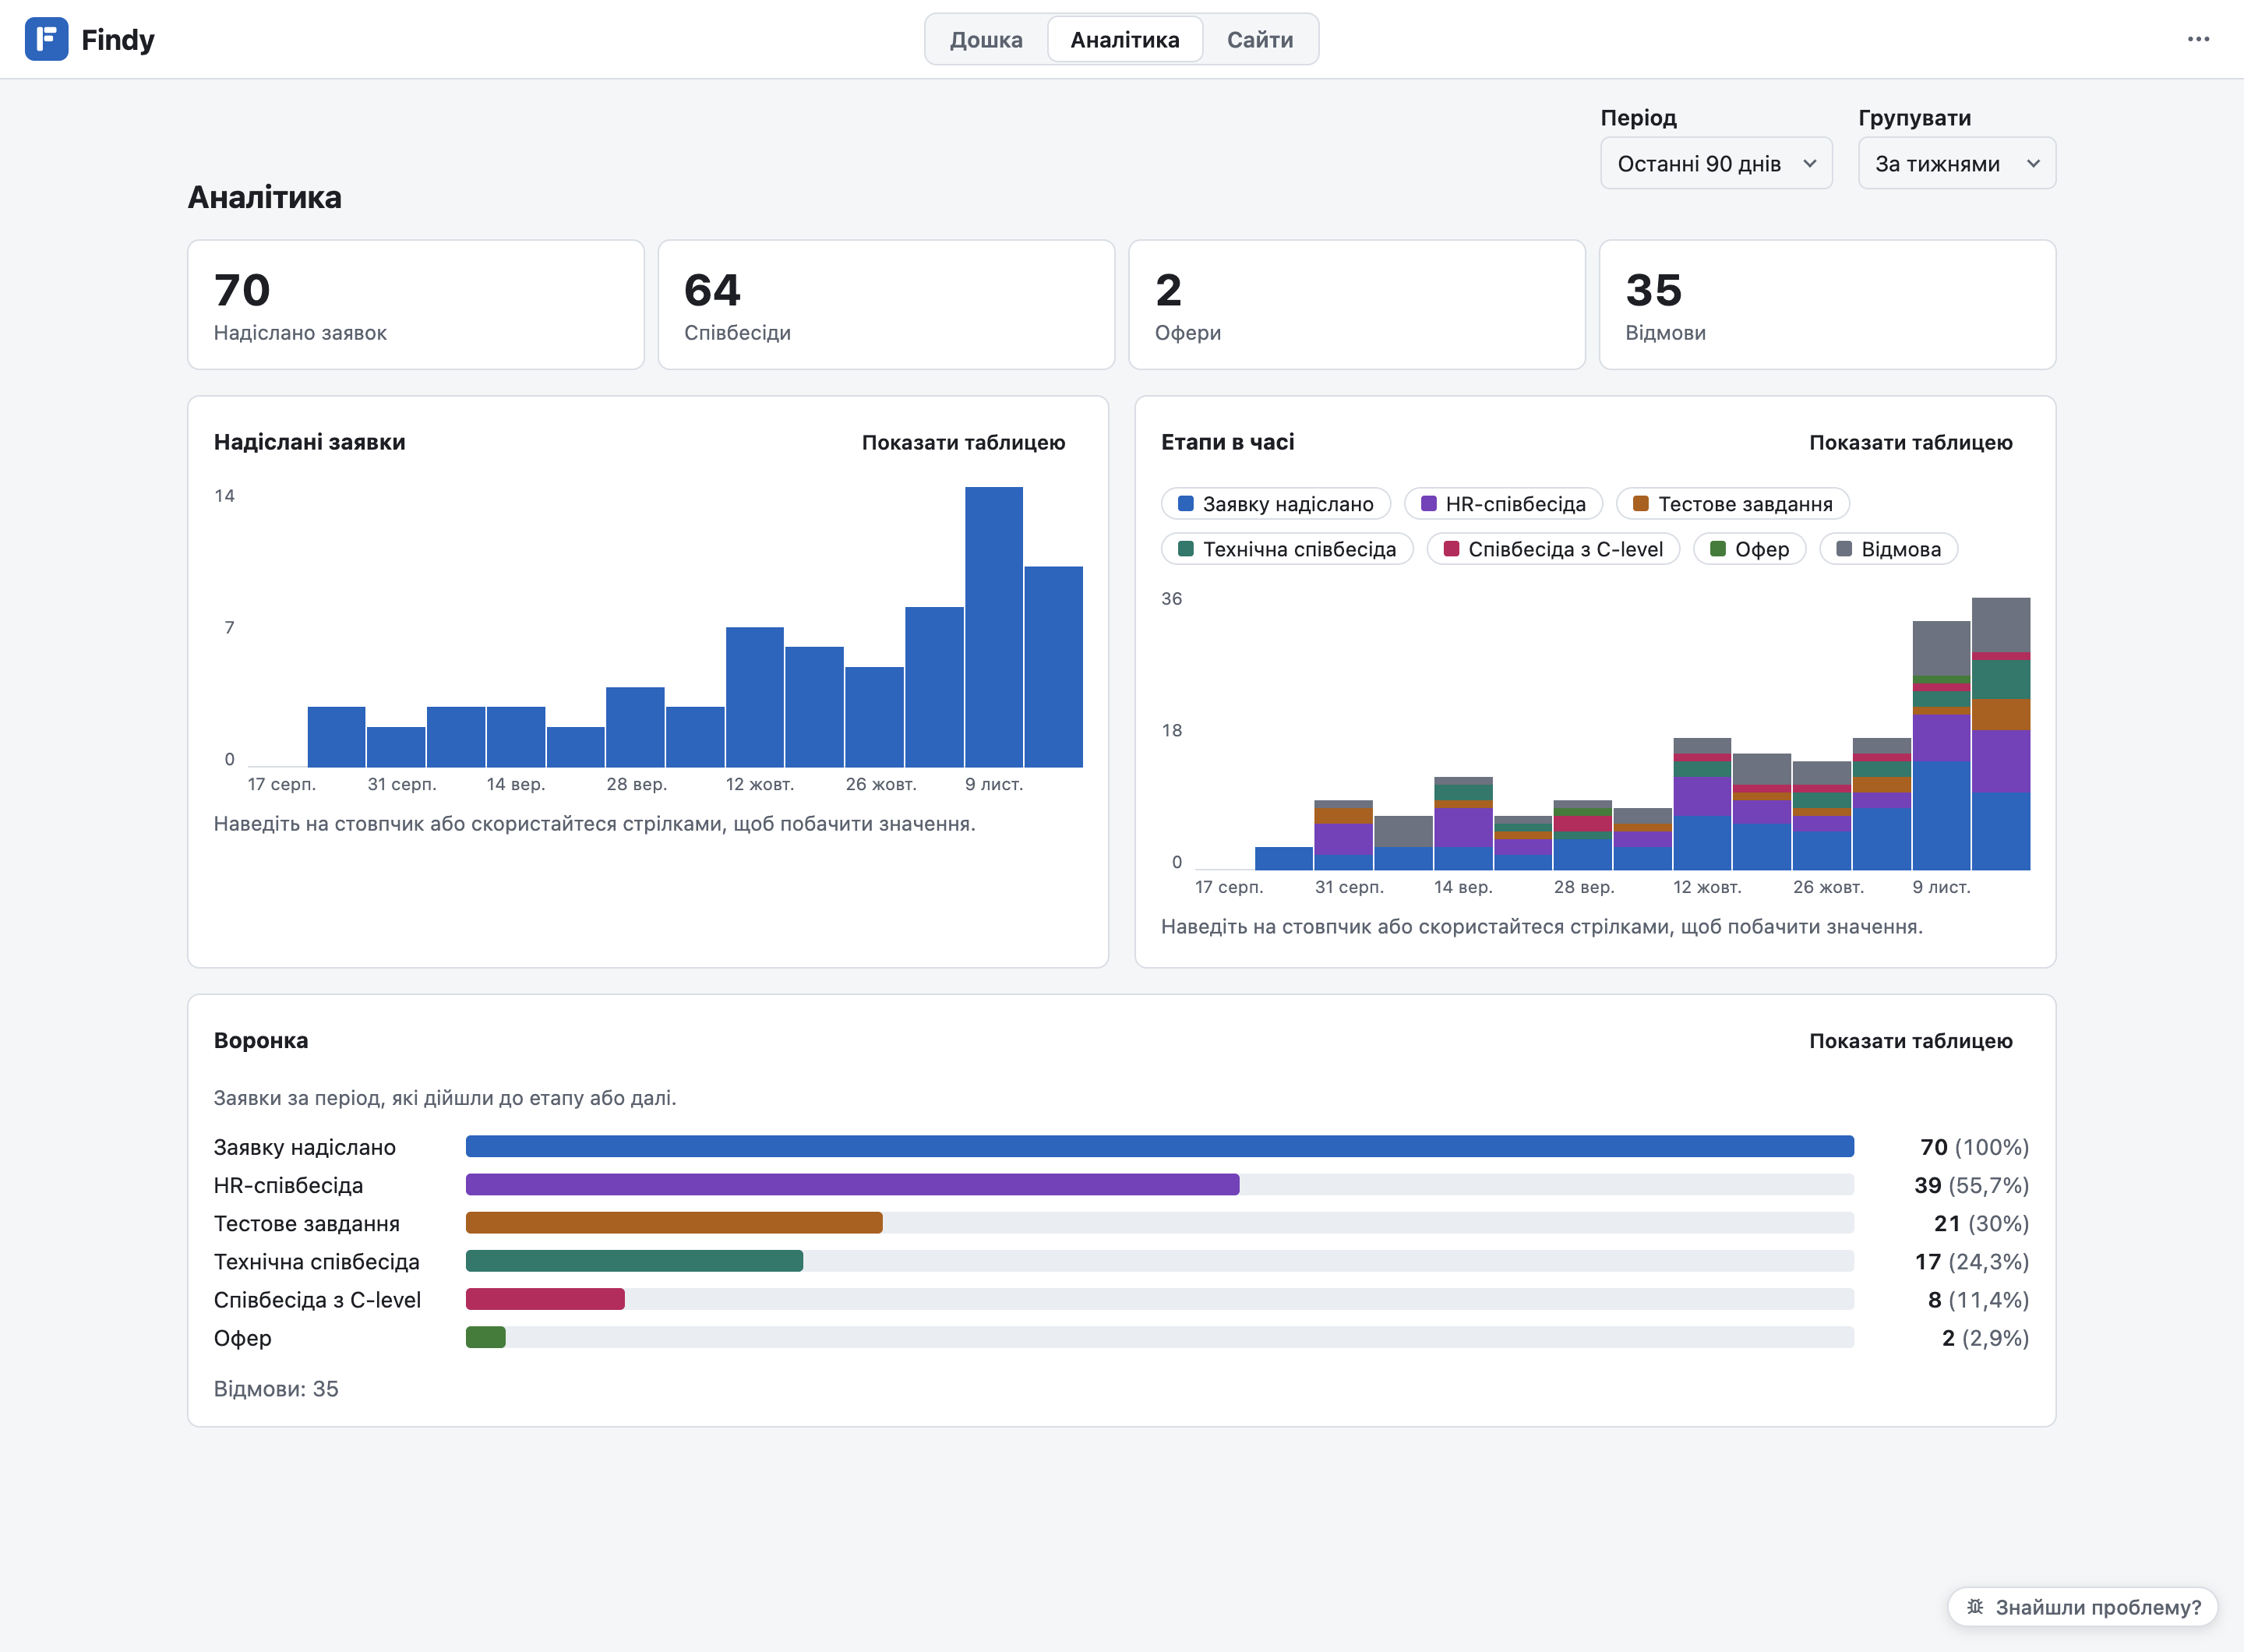 Findy
Дошка
Аналітика
Сайти
Період
Групувати
Останні 90 днів
За тижнями
Аналітика
70
Надіслано заявок
64
Співбесіди
2
Офери
35
Відмови
Надіслані заявки
Показати таблицею
14
7
0
17 серп.
31 серп.
14 вер.
28 вер.
12 жовт.
26 жовт.
9 лист.
Наведіть на стовпчик або скористайтеся стрілками, щоб побачити значення.
Етапи в часі
Показати таблицею
Заявку надіслано
HR-співбесіда
Тестове завдання
Технічна співбесіда
Співбесіда з C-level
Офер
Відмова
36
18
0
17 серп.
31 серп.
14 вер.
28 вер.
12 жовт.
26 жовт.
9 лист.
Наведіть на стовпчик або скористайтеся стрілками, щоб побачити значення.
Воронка
Показати таблицею
Заявки за період, які дійшли до етапу або далі.
Заявку надіслано 70 (100%)
HR-співбесіда 39 (55,7%)
Тестове завдання 21 (30%)
Технічна співбесіда 17 (24,3%)
Співбесіда з C-level 8 (11,4%)
Офер 2 (2,9%)
Відмови: 35
Знайшли проблему?